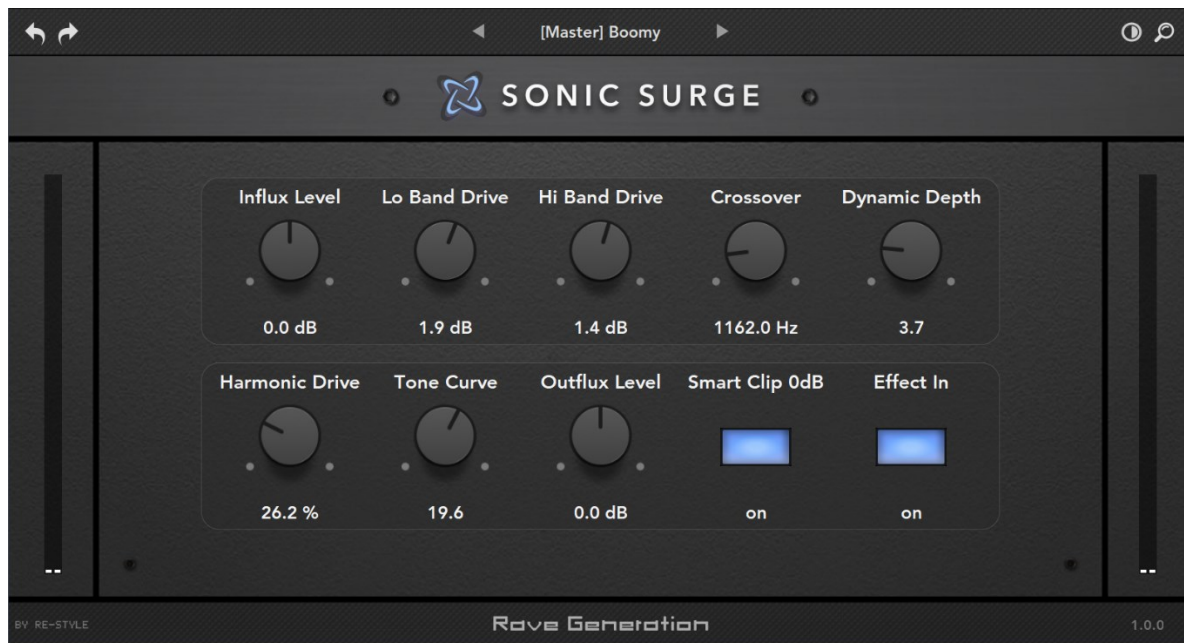 [Master] Boomy
SONIC SURGE
Influx Level Lo Band Drive Hi Band Drive Crossover Dynamic Depth
0.0 dB 1.9 dB 1.4 dB 1162.0 Hz 3.7
Harmonic Drive Tone Curve Outflux Level Smart Clip 0dB Effect In
26.2 % 19.6 0.0 dB on on
-- --
BY RE-STYLE Rave Generation 1.0.0